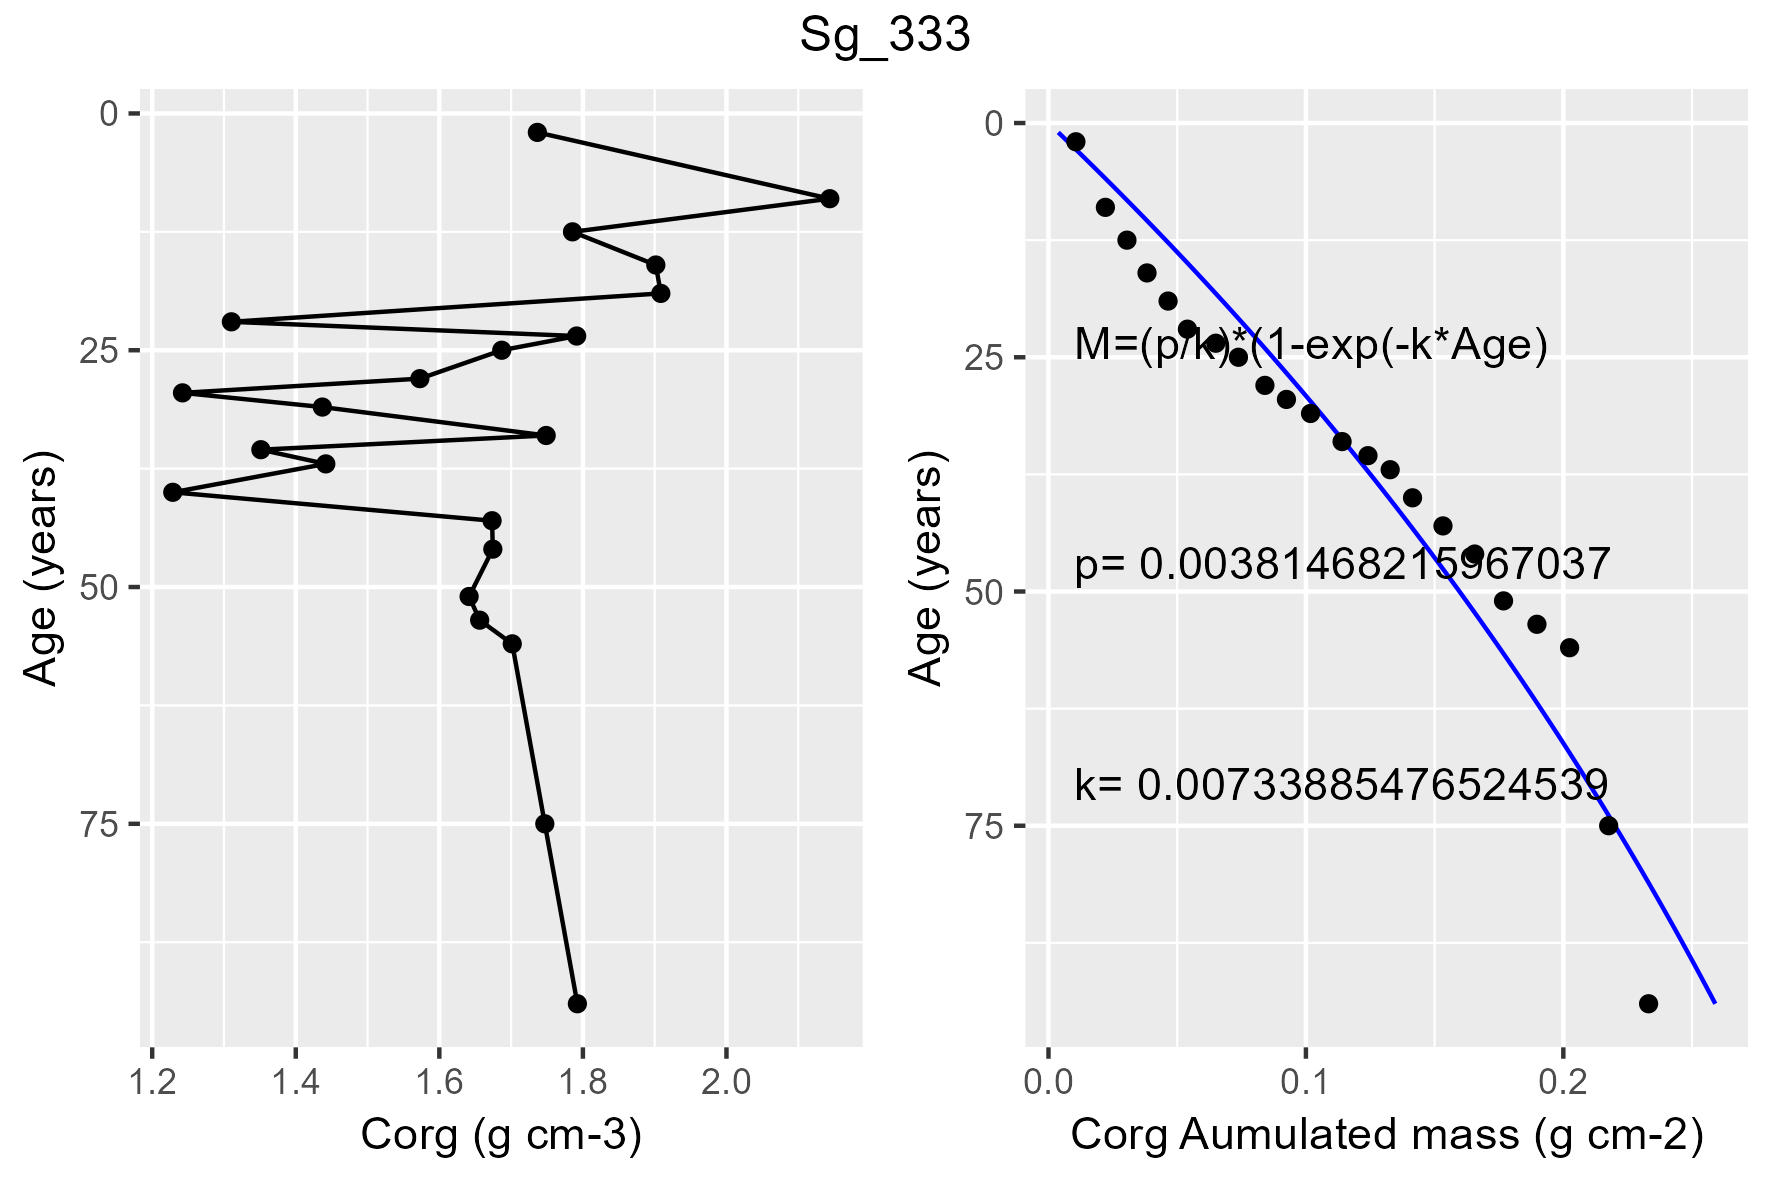 Sg_333
0
25
50
75
Age (years)
1.2 1.4 1.6 1.8 2.0
Corg (g cm-3)
0
25
50
75
Age (years)
M=(p/k)*(1-exp(-k*Age)
p= 0.00381468215967037
k= 0.00733885476524539
0.0 0.1 0.2
Corg Aumulated mass (g cm-2)